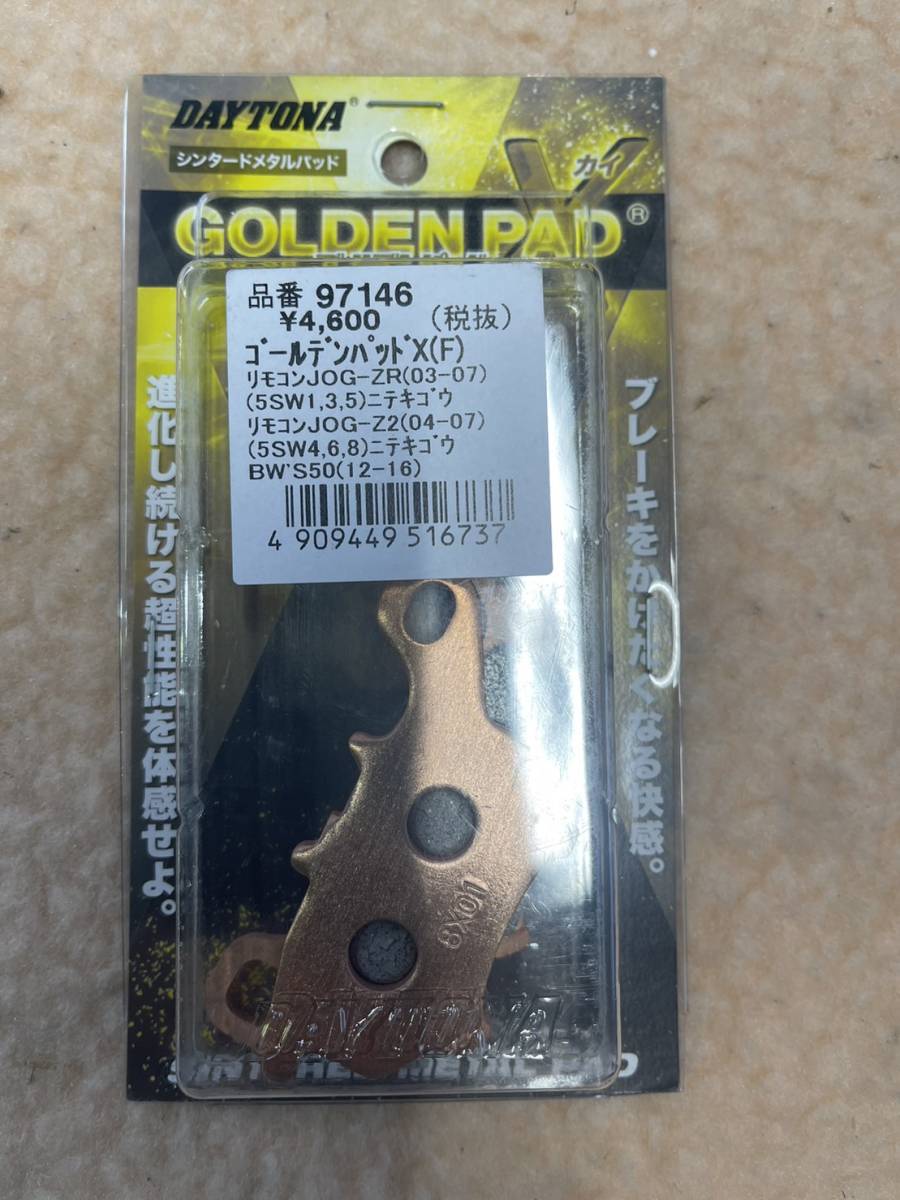 DAYTONA®
シンタードメタルパッド
カイ
GOLDEN PAD®
品番 97146
¥4,600 (税抜)
ｺﾞｰﾙﾃﾞﾝﾊﾟｯﾄﾞX(F)
ﾘﾓｺﾝJOG-ZR(03-07)
(5SW1,3,5)ﾆﾃｷｺﾞｳ
ﾘﾓｺﾝJOG-Z2(04-07)
(5SW4,6,8)ﾆﾃｷｺﾞｳ
BW'S50(12-16)
4 909449 516737
ブレーキをかけたくなる快感。
進化し続ける超性能を体感せよ。
8X01
DAYTONA
METAL PAD